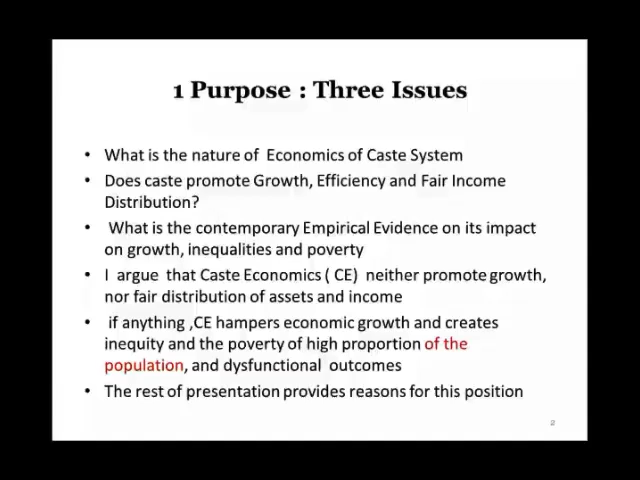 1 Purpose : Three Issues
• What is the nature of Economics of Caste System
• Does caste promote Growth, Efficiency and Fair Income
Distribution?
• What is the contemporary Empirical Evidence on its impact
on growth, inequalities and poverty
• I argue that Caste Economics ( CE) neither promote growth,
nor fair distribution of assets and income
• if anything ,CE hampers economic growth and creates
inequity and the poverty of high proportion of the
population, and dysfunctional outcomes
• The rest of presentation provides reasons for this position
2